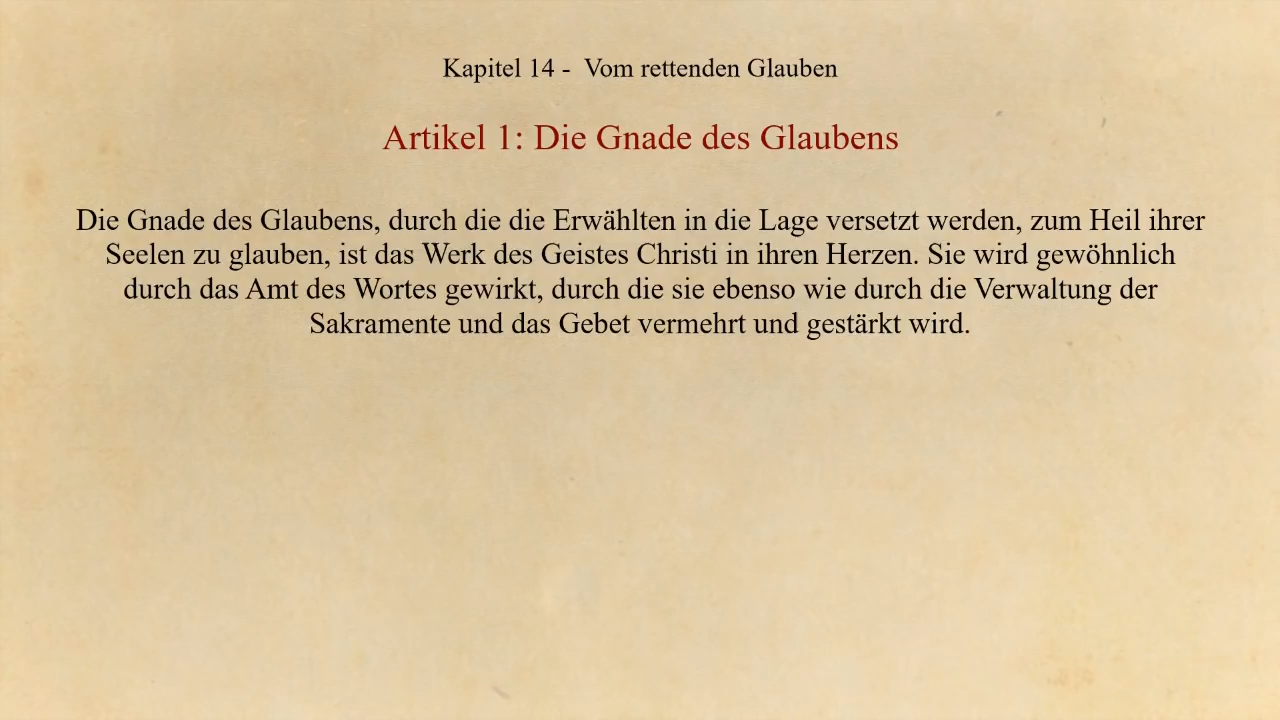 Kapitel 14 -  Vom rettenden Glauben
Artikel 1: Die Gnade des Glaubens
Die Gnade des Glaubens, durch die die Erwählten in die Lage versetzt werden, zum Heil ihrer
Seelen zu glauben, ist das Werk des Geistes Christi in ihren Herzen. Sie wird gewöhnlich
durch das Amt des Wortes gewirkt, durch die sie ebenso wie durch die Verwaltung der
Sakramente und das Gebet vermehrt und gestärkt wird.